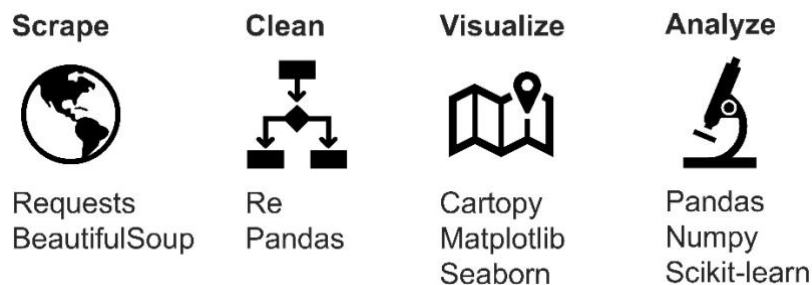 Scrape
Requests
BeautifulSoup
Clean
Re
Pandas
Visualize
Cartopy
Matplotlib
Seaborn
Analyze
Pandas
Numpy
Scikit-learn